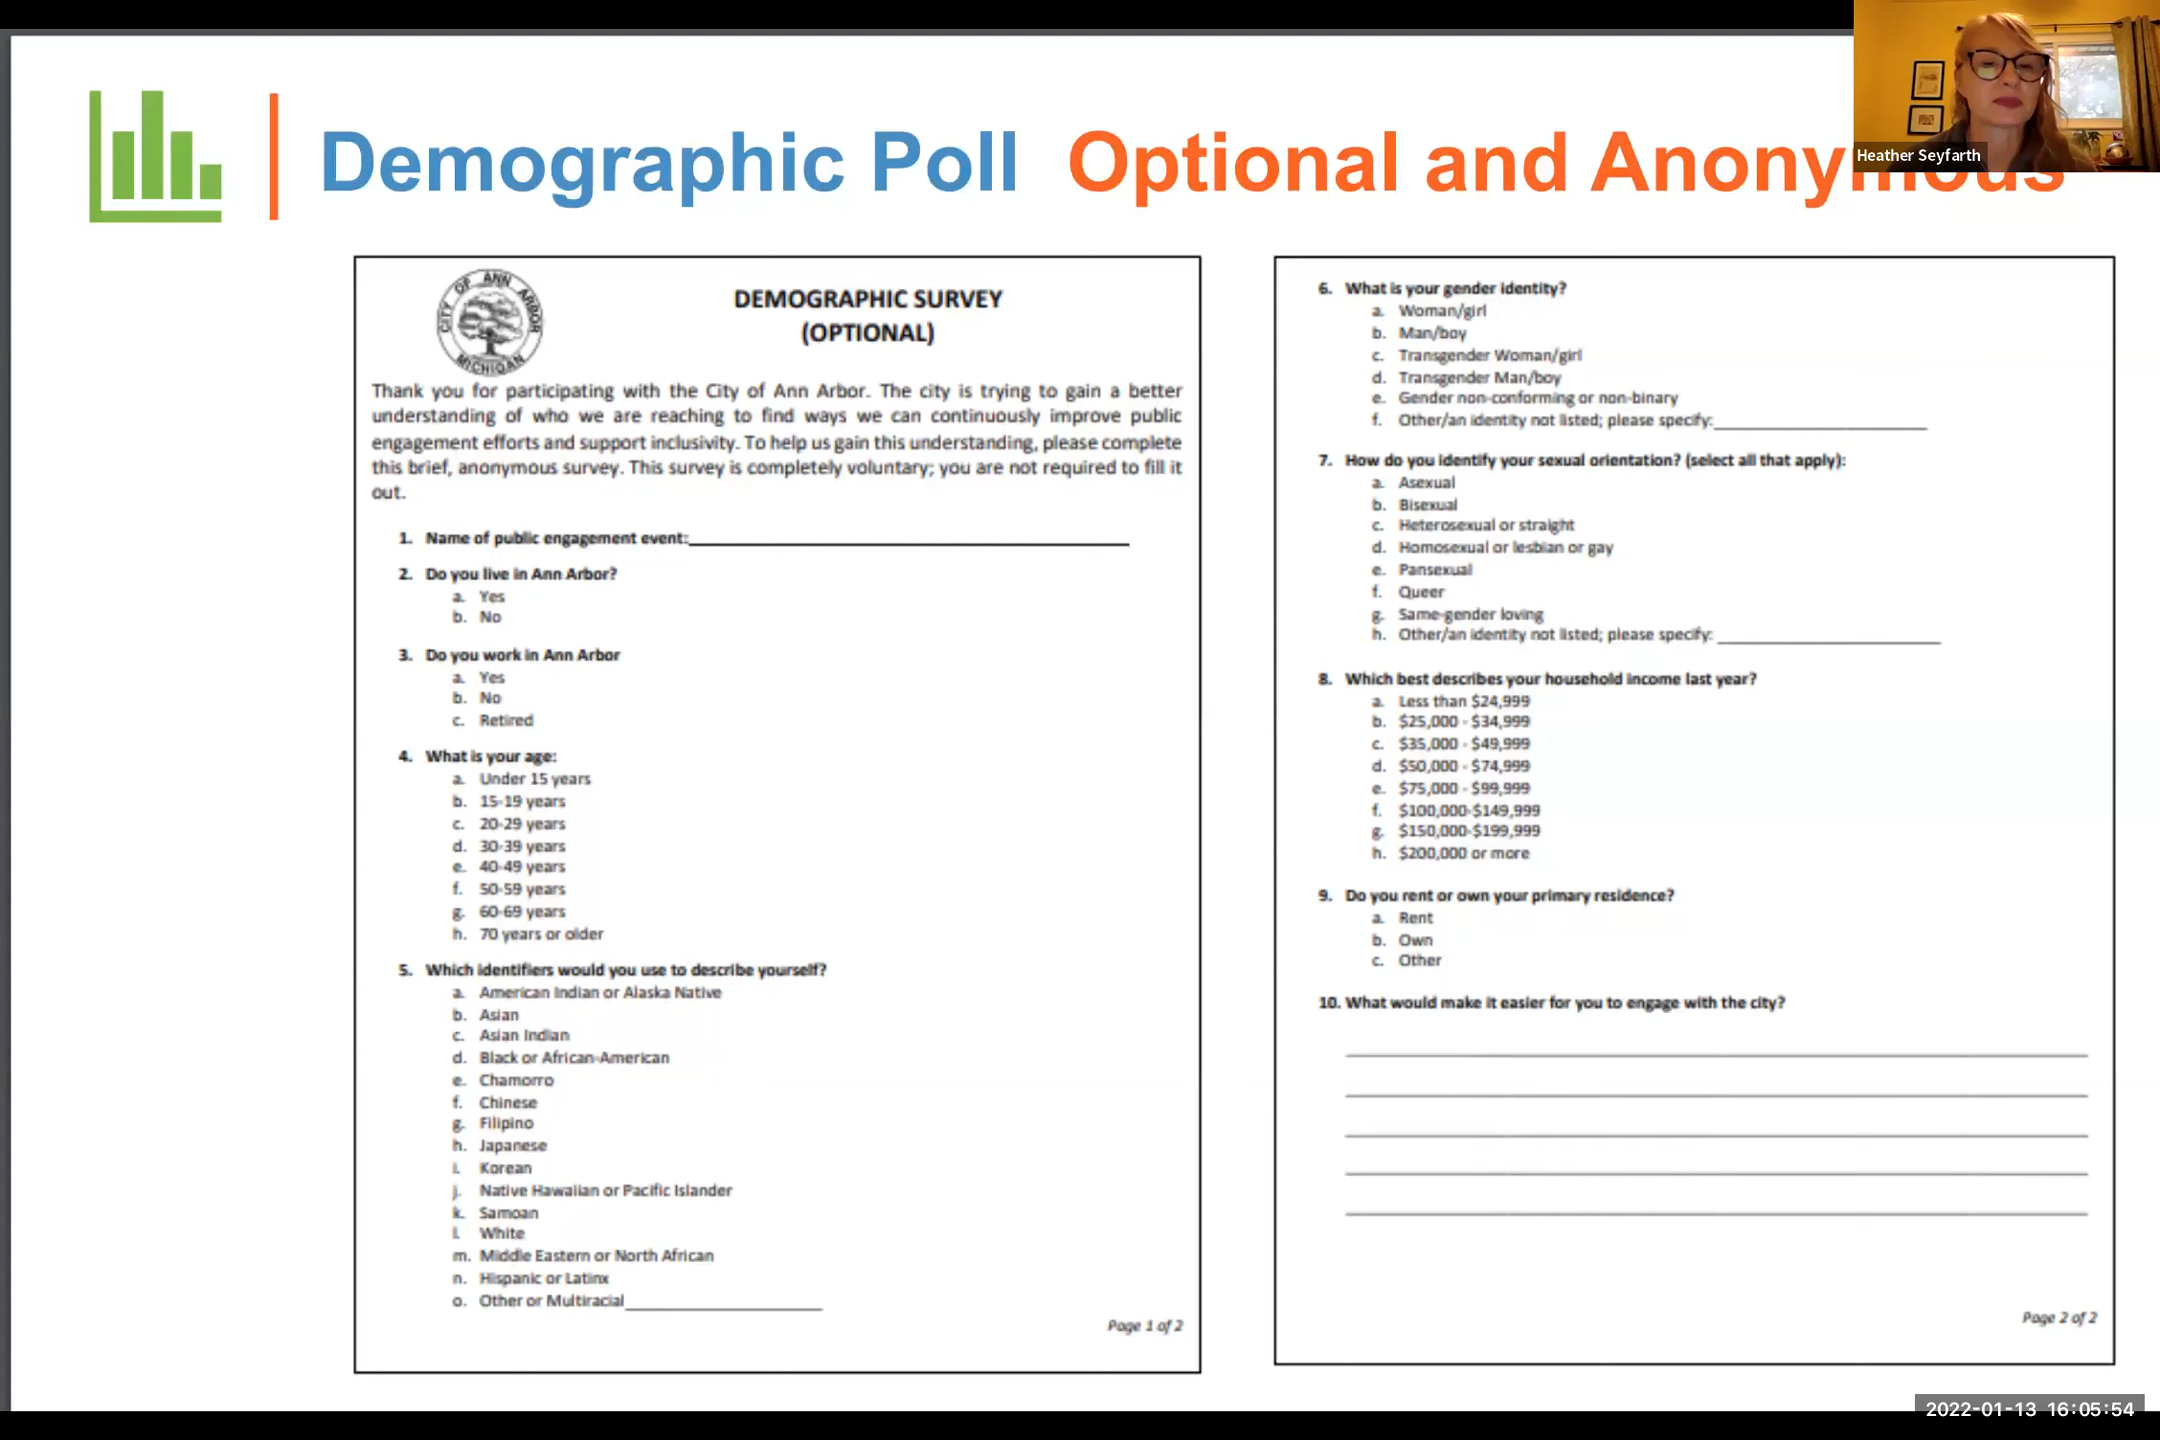 Demographic Poll Optional and Anonymous
Heather Seyfarth
CITY OF ANN ARBOR
MICHIGAN
DEMOGRAPHIC SURVEY
(OPTIONAL)
Thank you for participating with the City of Ann Arbor. The city is trying to gain a better
understanding of who we are reaching to find ways we can continuously improve public
engagement efforts and support inclusivity. To help us gain this understanding, please complete
this brief, anonymous survey. This survey is completely voluntary; you are not required to fill it
out.
1. Name of public engagement event:
2. Do you live in Ann Arbor?
a. Yes
b. No
3. Do you work in Ann Arbor
a. Yes
b. No
c. Retired
4. What is your age:
a. Under 15 years
b. 15-19 years
c. 20-29 years
d. 30-39 years
e. 40-49 years
f. 50-59 years
g. 60-69 years
h. 70 years or older
5. Which identifiers would you use to describe yourself?
a. American Indian or Alaska Native
b. Asian
c. Asian Indian
d. Black or African-American
e. Chamorro
f. Chinese
g. Filipino
h. Japanese
i. Korean
j. Native Hawaiian or Pacific Islander
k. Samoan
l. White
m. Middle Eastern or North African
n. Hispanic or Latinx
o. Other or Multiracial
Page 1 of 2
6. What is your gender identity?
a. Woman/girl
b. Man/boy
c. Transgender Woman/girl
d. Transgender Man/boy
e. Gender non-conforming or non-binary
f. Other/an identity not listed; please specify:
7. How do you identify your sexual orientation? (select all that apply):
a. Asexual
b. Bisexual
c. Heterosexual or straight
d. Homosexual or lesbian or gay
e. Pansexual
f. Queer
g. Same-gender loving
h. Other/an identity not listed; please specify:
8. Which best describes your household income last year?
a. Less than $24,999
b. $25,000 - $34,999
c. $35,000 - $49,999
d. $50,000 - $74,999
e. $75,000 - $99,999
f. $100,000-$149,999
g. $150,000-$199,999
h. $200,000 or more
9. Do you rent or own your primary residence?
a. Rent
b. Own
c. Other
10. What would make it easier for you to engage with the city?
Page 2 of 2
2022-01-13 16:05:54